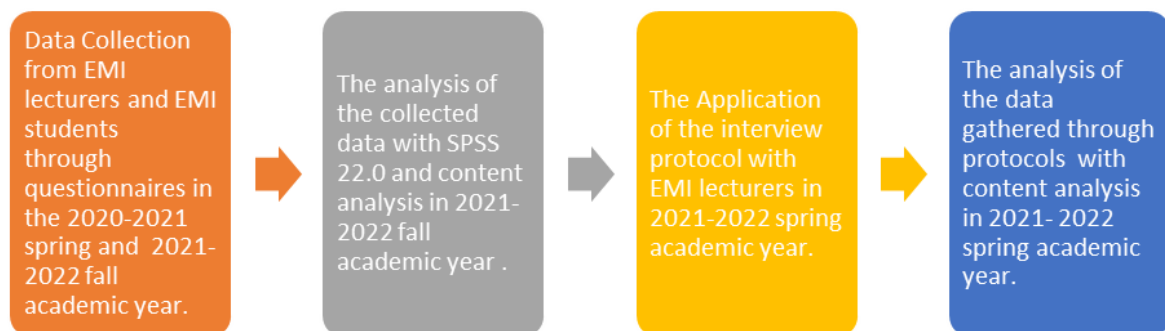 Data Collection
from EMI
lecturers and EMI
students
through
questionnaires in
the 2020-2021
spring and 2021-
2022 fall
academic year.
The analysis of
the collected
data with SPSS
22.0 and content
analysis in 2021-
2022 fall
academic year .
The Application
of the interview
protocol with
EMI lecturers in
2021-2022 spring
academic year.
The analysis of
the data
gathered through
protocols with
content analysis
in 2021- 2022
spring academic
year.